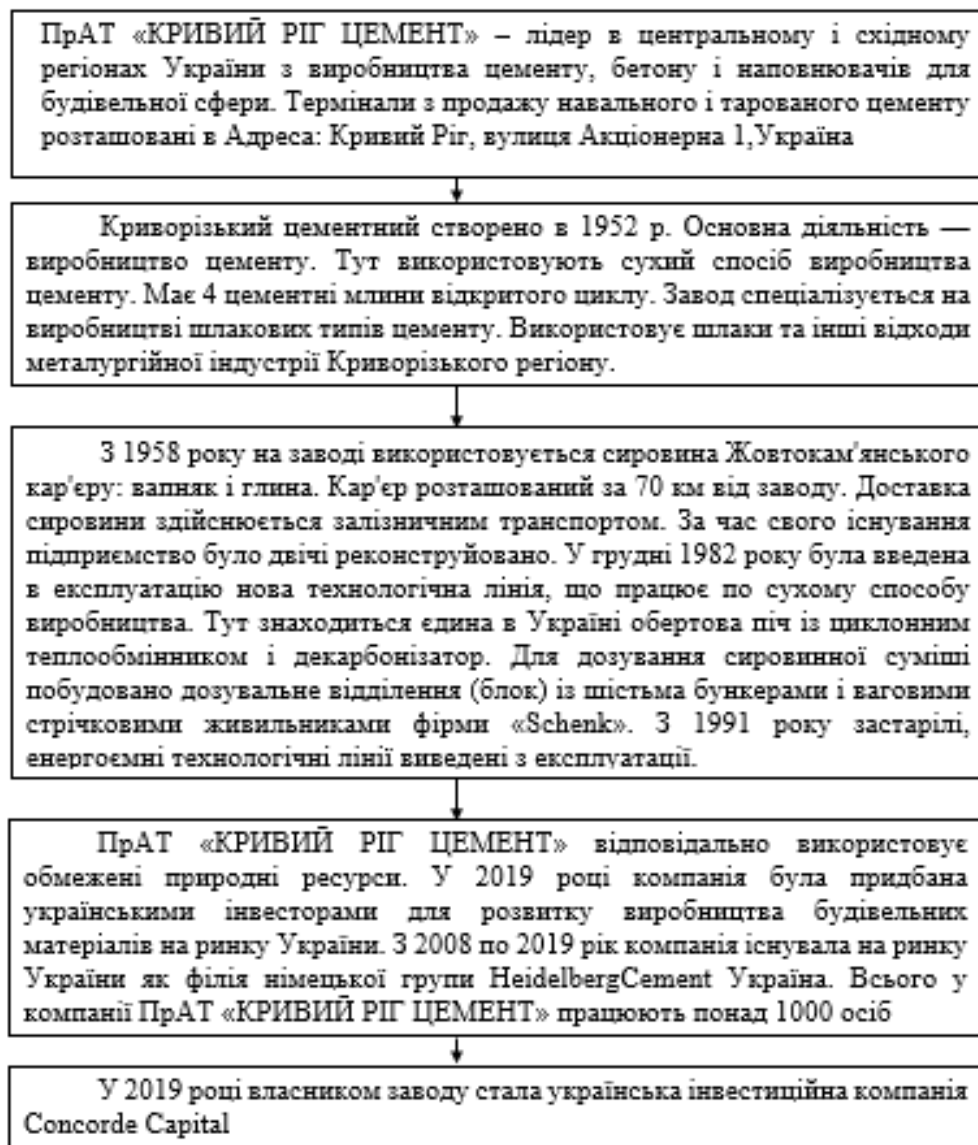 ПрАТ «КРИВИЙ РІГ ЦЕМЕНТ» – лідер в центральному і східному
регіонах України з виробництва цементу, бетону і наповнювачів для
будівельної сфери. Термінали з продажу навального і тарованого цементу
розташовані в Адреса: Кривий Ріг, вулиця Акціонерна 1,Україна
Криворізький цементний створено в 1952 р. Основна діяльність —
виробництво цементу. Тут використовують сухий спосіб виробництва
цементу. Має 4 цементні млини відкритого циклу. Завод спеціалізується на
виробництві шлакових типів цементу. Використовує шлаки та інші відходи
металургійної індустрії Криворізького регіону.
З 1958 року на заводі використовується сировина Жовтокам'янського
кар'єру: вапняк і глина. Кар'єр розташований за 70 км від заводу. Доставка
сировини здійснюється залізничним транспортом. За час свого існування
підприємство було двічі реконструйовано. У грудні 1982 року була введена
в експлуатацію нова технологічна лінія, що працює по сухому способу
виробництва. Тут знаходиться єдина в Україні обертова піч із циклонним
теплообмінником і декарбонізатор. Для дозування сировинної суміші
побудовано дозувальне відділення (блок) із шістьма бункерами і ваговими
стрічковими живильниками фірми «Schenk». З 1991 року застарілі,
енергоємні технологічні лінії виведені з експлуатації.
ПрАТ «КРИВИЙ РІГ ЦЕМЕНТ» відповідально використовує
обмежені природні ресурси. У 2019 році компанія була придбана
українськими інвесторами для розвитку виробництва будівельних
матеріалів на ринку України. З 2008 по 2019 рік компанія існувала на ринку
України як філія німецької групи HeidelbergCement Україна. Всього у
компанії ПрАТ «КРИВИЙ РІГ ЦЕМЕНТ» працюють понад 1000 осіб
У 2019 році власником заводу стала українська інвестиційна компанія
Concorde Capital